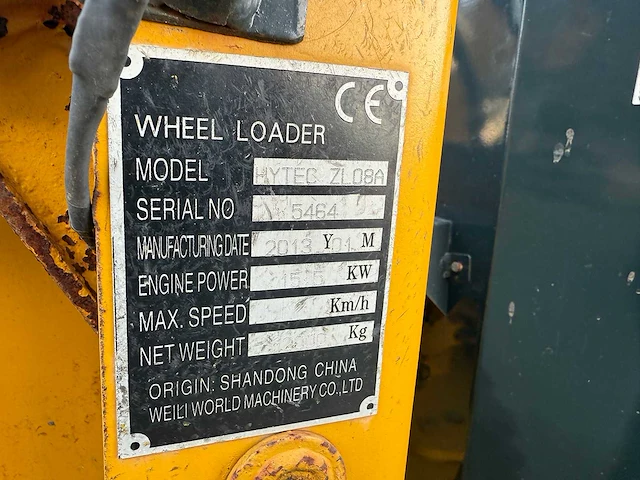 CE
WHEEL LOADER
MODEL HYTEC ZL08A
SERIAL NO 5464
MANUFACTURING DATE 2013 Y 01 M
ENGINE POWER KW
MAX. SPEED Km/h
NET WEIGHT Kg
ORIGIN: SHANDONG CHINA
WEILI WORLD MACHINERY CO.,LTD